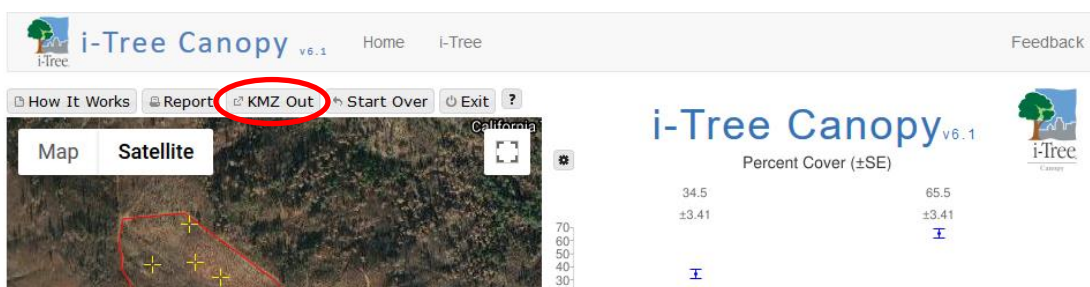 i-Tree
i-Tree Canopy v6.1
Home
i-Tree
Feedback
How It Works
Report
KMZ Out
Start Over
Exit
?
California
Map
Satellite
i-Tree Canopy v6.1
i-Tree
Canopy
Percent Cover (±SE)
34.5
65.5
±3.41
±3.41
70
60
50
40
30